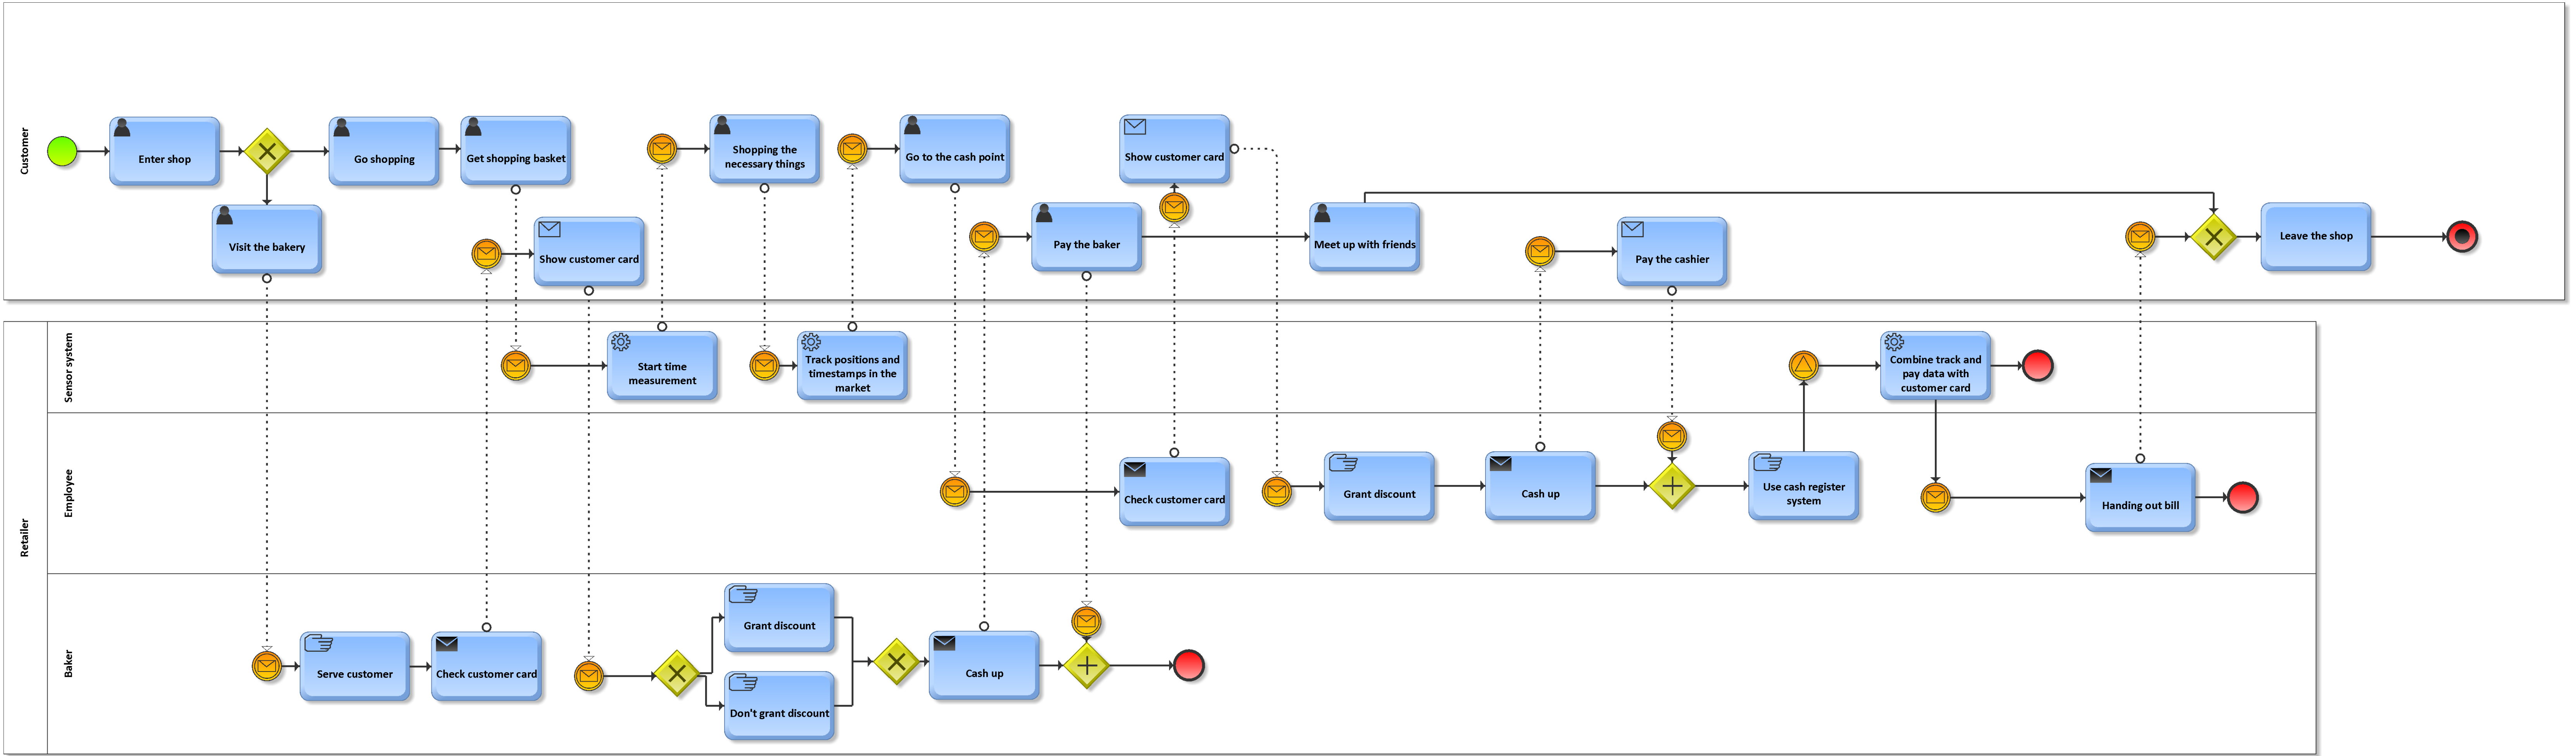 Customer
Enter shop
Go shopping
Get shopping basket
Shopping the
necessary things
Go to the cash point
Show customer card
Visit the bakery
Show customer card
Pay the baker
Meet up with friends
Pay the cashier
Leave the shop
Retailer
Sensor system
Start time
measurement
Track positions and
timestamps in the
market
Combine track and
pay data with
customer card
Employee
Check customer card
Grant discount
Cash up
Use cash register
system
Handing out bill
Baker
Serve customer
Check customer card
Grant discount
Don't grant discount
Cash up